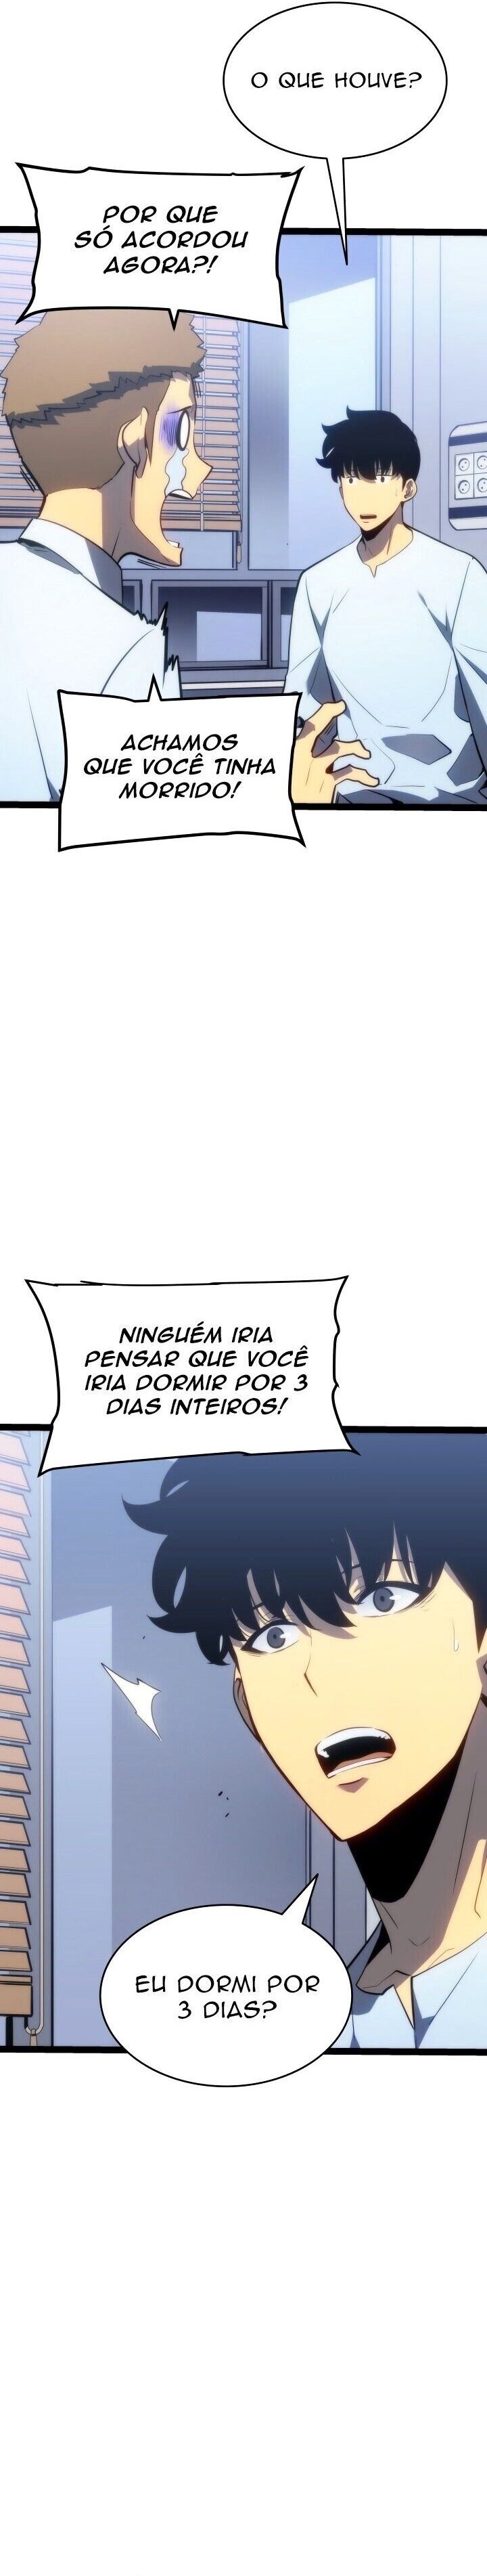 O QUE HOUVE?
POR QUE
SÓ ACORDOU
AGORA?!
ACHAMOS
QUE VOCÊ TINHA
MORRIDO!
NINGUÉM IRIA
PENSAR QUE VOCÊ
IRIA DORMIR POR 3
DIAS INTEIROS!
EU DORMI POR
3 DIAS?